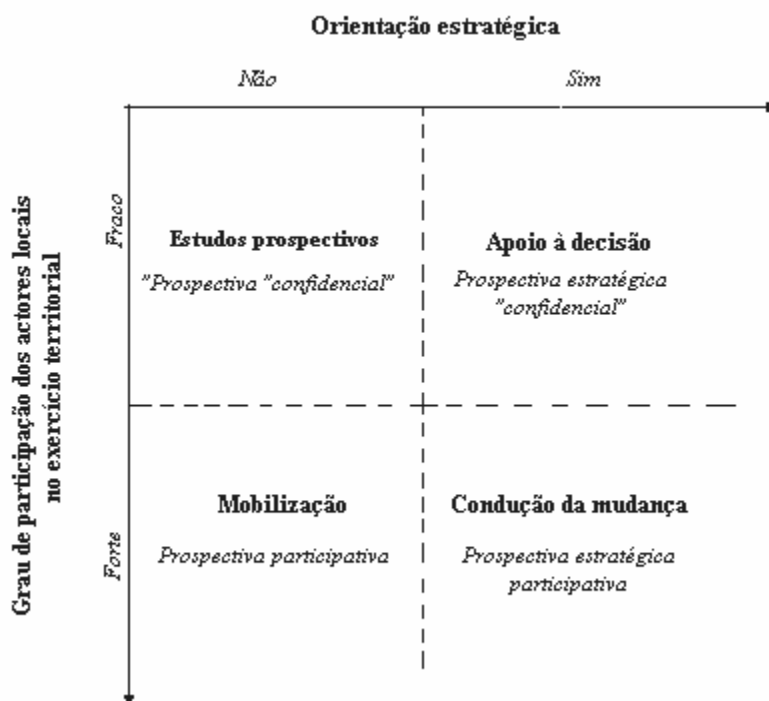 Orientação estratégica
Não
Sim
Grau de participação dos actores locais
no exercício territorial
Fraco
Estudos prospectivos
"Prospectiva "confidencial"
Apoio à decisão
Prospectiva estratégica
"confidencial"
Forte
Mobilização
Prospectiva participativa
Condução da mudança
Prospectiva estratégica
participativa